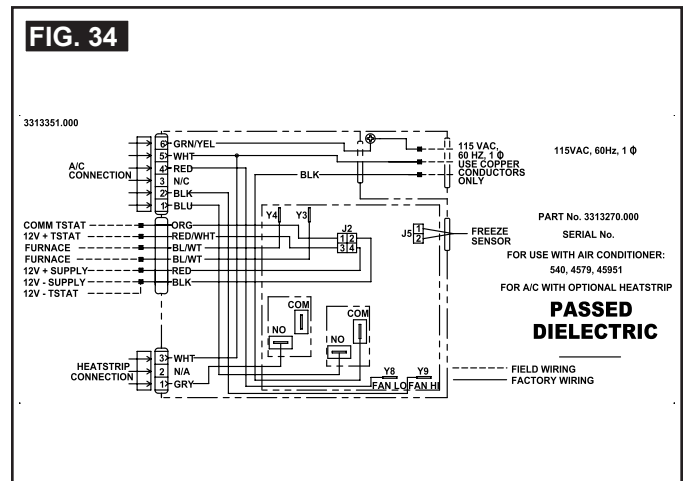 FIG. 34
3313351.000
A/C
CONNECTION
6 GRN/YEL
5 WHT
4 RED
3 N/C
2 BLK
1 BLU
BLK
115 VAC,
60 HZ, 1 Φ
USE COPPER
CONDUCTORS
ONLY
115VAC, 60Hz, 1 Φ
COMM TSTAT
12V + TSTAT
FURNACE
FURNACE
12V + SUPPLY
12V - SUPPLY
12V - TSTAT
ORG
RED/WHT
BL/WT
BL/WT
RED
BLK
Y4 Y3
J2
1 2
3 4
J5 1
2
FREEZE
SENSOR
PART No. 3313270.000
SERIAL No.
FOR USE WITH AIR CONDITIONER:
540, 4579, 45951
FOR A/C WITH OPTIONAL HEATSTRIP
PASSED
DIELECTRIC
COM
NO
COM
NO
HEATSTRIP
CONNECTION
3 WHT
2 N/A
1 GRY
Y8 Y9
FAN LO FAN HI
FIELD WIRING
FACTORY WIRING